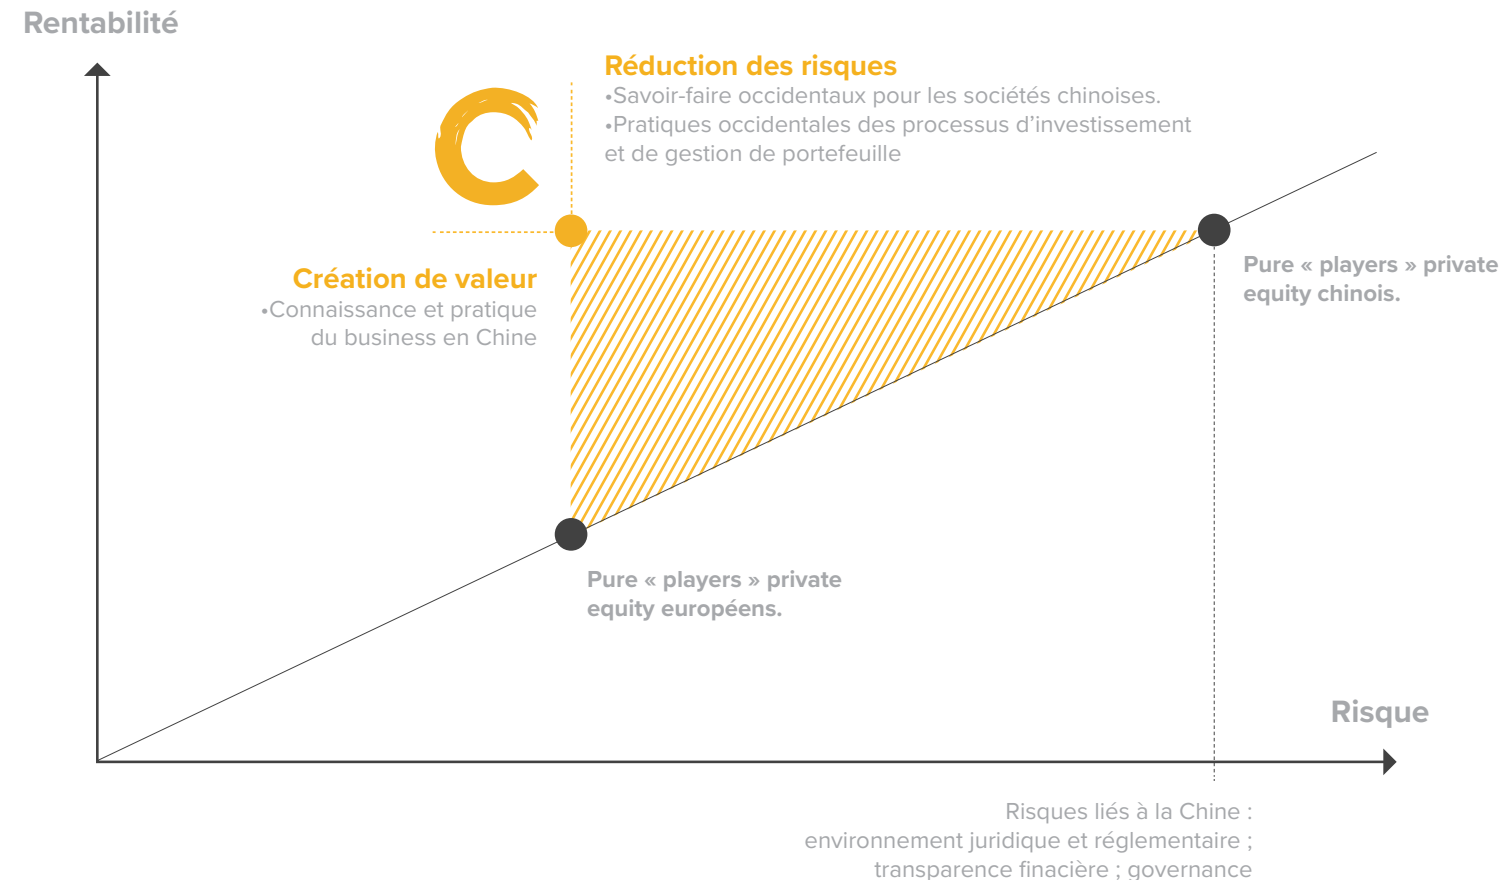 Rentabilité
Réduction des risques
•Savoir-faire occidentaux pour les sociétés chinoises.
•Pratiques occidentales des processus d’investissement
et de gestion de portefeuille
Création de valeur
•Connaissance et pratique
du business en Chine
Pure « players » private
equity chinois.
Pure « players » private
equity européens.
Risque
Risques liés à la Chine :
environnement juridique et réglementaire ;
transparence finacière ; governance